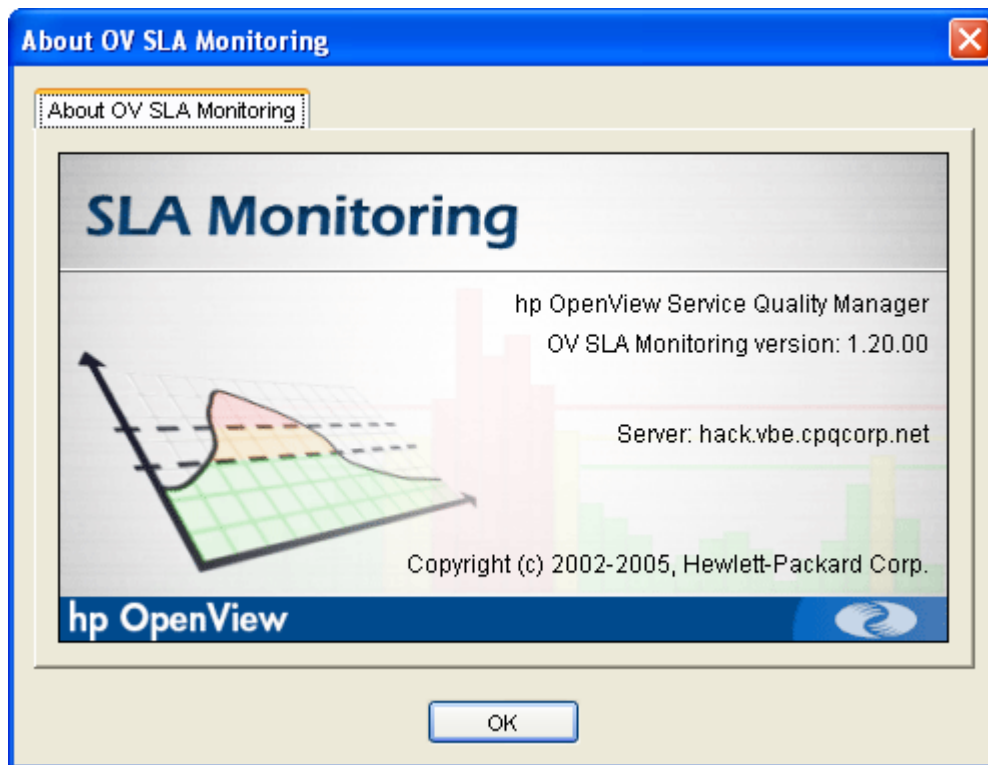 About OV SLA Monitoring
About OV SLA Monitoring
SLA Monitoring
hp OpenView Service Quality Manager
OV SLA Monitoring version: 1.20.00
Server: hack.vbe.cpqcorp.net
Copyright (c) 2002-2005, Hewlett-Packard Corp.
hp OpenView
OK